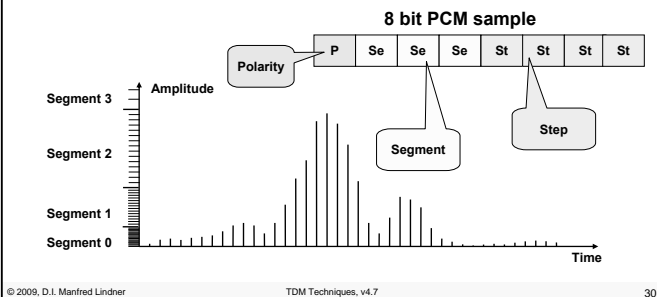 8 bit PCM sample
P Se Se Se St St St St
Polarity
Amplitude
Segment 3
Step
Segment
Segment 2
Segment 1
Segment 0
Time
© 2009, D.I. Manfred Lindner TDM Techniques, v4.7 30